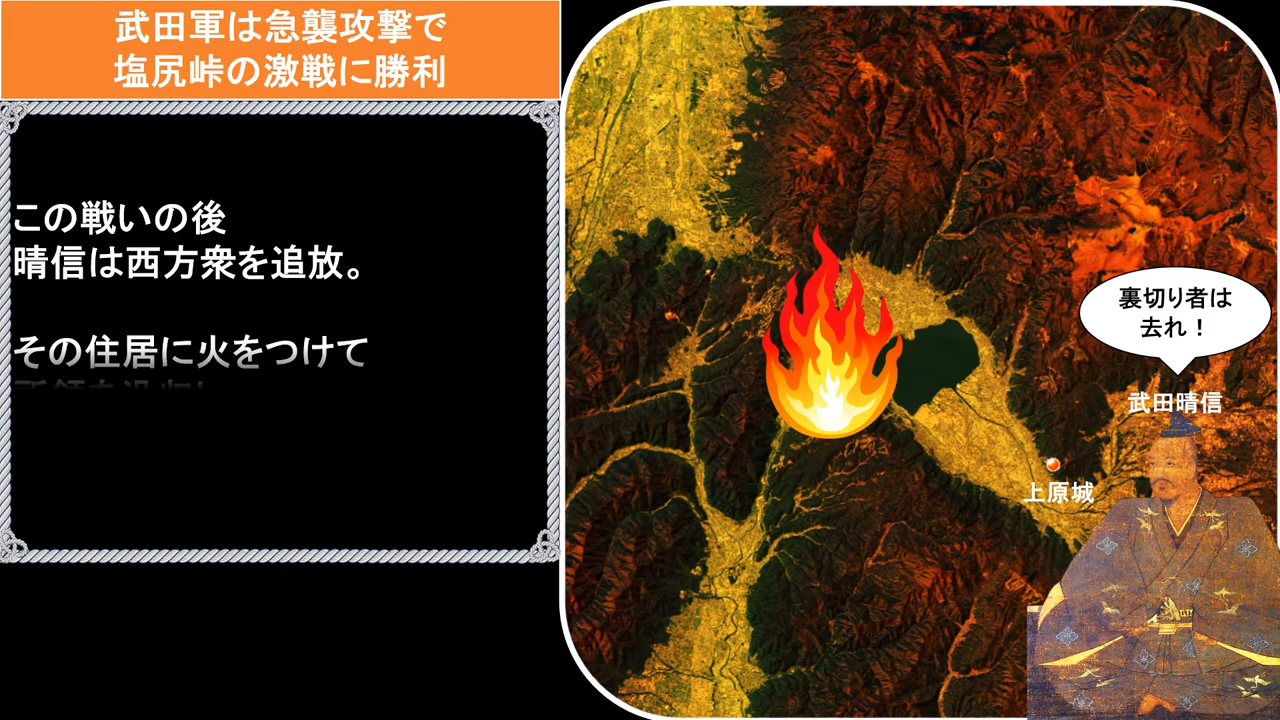 武田軍は急襲攻撃で
塩尻峠の激戦に勝利
この戦いの後
晴信は西方衆を追放。
その住居に火をつけて
裏切り者は
去れ！
武田晴信
上原城